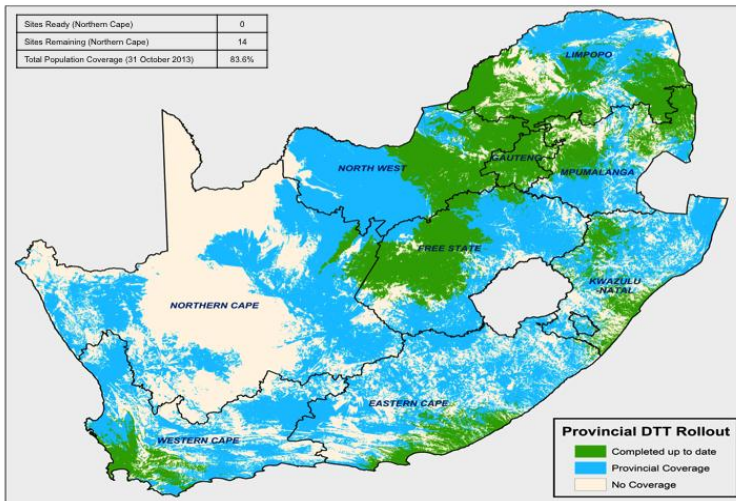 Sites Ready (Northern Cape) 0
Sites Remaining (Northern Cape) 14
Total Population Coverage (31 October 2013) 83.6%
LIMPOPO
NORTH WEST
GAUTENG
MPUMALANGA
FREE STATE
KWAZULU
NATAL
NORTHERN CAPE
EASTERN CAPE
WESTERN CAPE
Provincial DTT Rollout
Completed up to date
Provincial Coverage
No Coverage